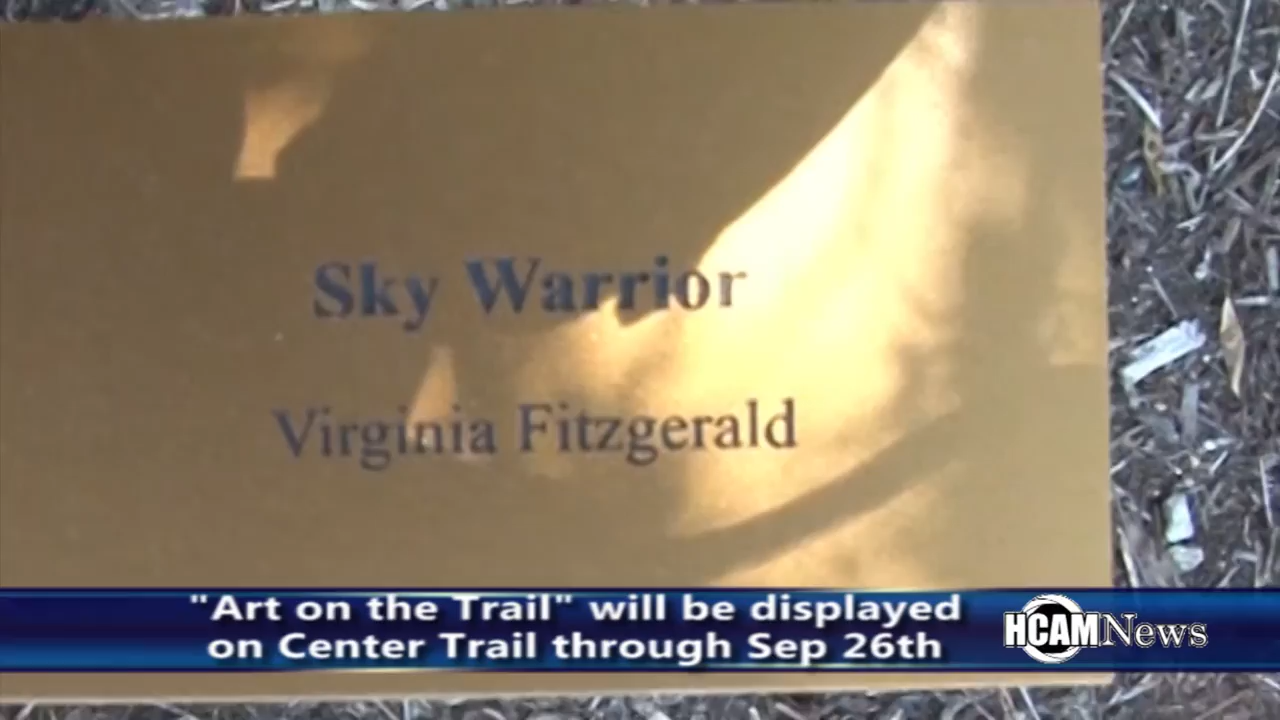 Sky Warrior
Virginia Fitzgerald
"Art on the Trail" will be displayed
on Center Trail through Sep 26th
HCAMNews